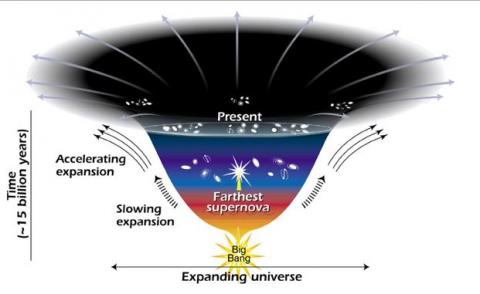 Present
Time
(~15 billion years)
Accelerating
expansion
Farthest
supernova
Slowing
expansion
Big
Bang
Expanding universe